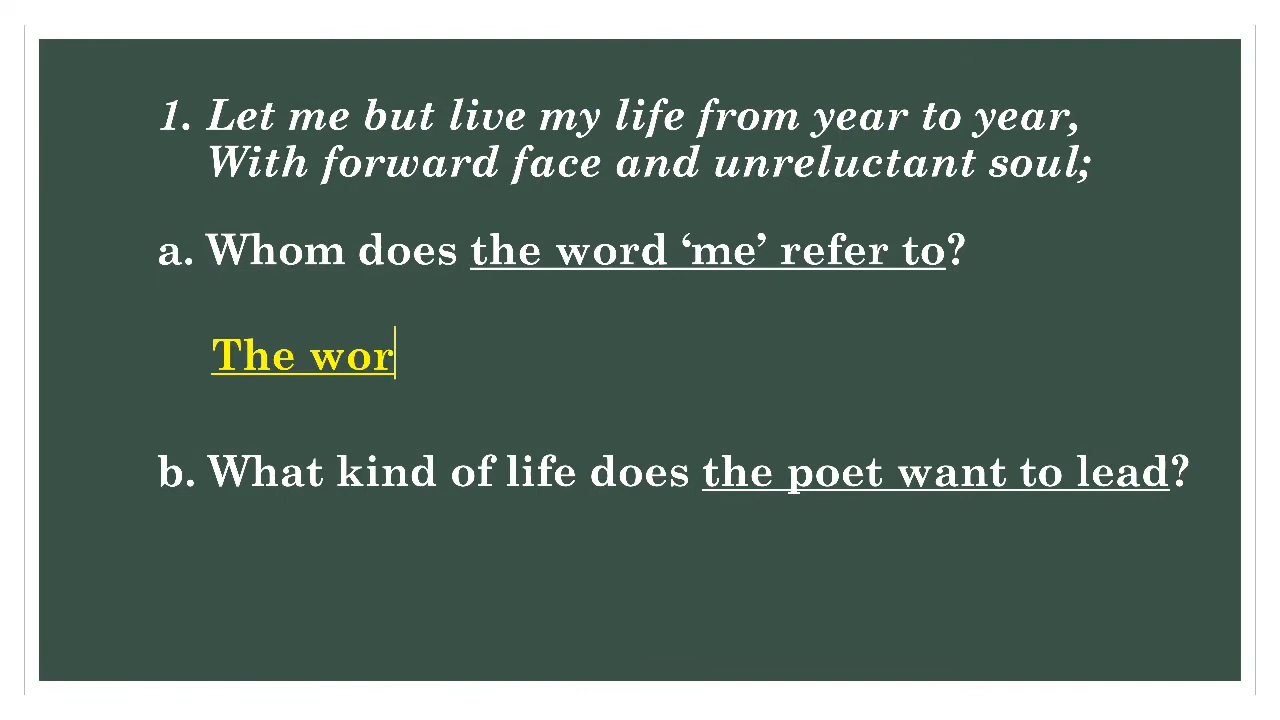 1. Let me but live my life from year to year,
With forward face and unreluctant soul;
a. Whom does the word ‘me’ refer to?
The wor
b. What kind of life does the poet want to lead?